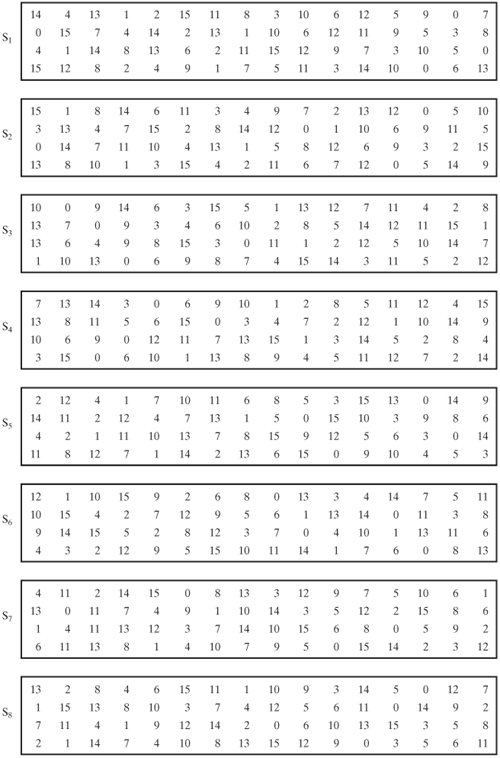 S1
14 4 13 1 2 15 11 8 3 10 6 12 5 9 0 7
0 15 7 4 14 2 13 1 10 6 12 11 9 5 3 8
4 1 14 8 13 6 2 11 15 12 9 7 3 10 5 0
15 12 8 2 4 9 1 7 5 11 3 14 10 0 6 13
S2
15 1 8 14 6 11 3 4 9 7 2 13 12 0 5 10
3 13 4 7 15 2 8 14 12 0 1 10 6 9 11 5
0 14 7 11 10 4 13 1 5 8 12 6 9 3 2 15
13 8 10 1 3 15 4 2 11 6 7 12 0 5 14 9
S3
10 0 9 14 6 3 15 5 1 13 12 7 11 4 2 8
13 7 0 9 3 4 6 10 2 8 5 14 12 11 15 1
13 6 4 9 8 15 3 0 11 1 2 12 5 10 14 7
1 10 13 0 6 9 8 7 4 15 14 3 11 5 2 12
S4
7 13 14 3 0 6 9 10 1 2 8 5 11 12 4 15
13 8 11 5 6 15 0 3 4 7 2 12 1 10 14 9
10 6 9 0 12 11 7 13 15 1 3 14 5 2 8 4
3 15 0 6 10 1 13 8 9 4 5 11 12 7 2 14
S5
2 12 4 1 7 10 11 6 8 5 3 15 13 0 14 9
14 11 2 12 4 7 13 1 5 0 15 10 3 9 8 6
4 2 1 11 10 13 7 8 15 9 12 5 6 3 0 14
11 8 12 7 1 14 2 13 6 15 0 9 10 4 5 3
S6
12 1 10 15 9 2 6 8 0 13 3 4 14 7 5 11
10 15 4 2 7 12 9 5 6 1 13 14 0 11 3 8
9 14 15 5 2 8 12 3 7 0 4 10 1 13 11 6
4 3 2 12 9 5 15 10 11 14 1 7 6 0 8 13
S7
4 11 2 14 15 0 8 13 3 12 9 7 5 10 6 1
13 0 11 7 4 9 1 10 14 3 5 12 2 15 8 6
1 4 11 13 12 3 7 14 10 15 6 8 0 5 9 2
6 11 13 8 1 4 10 7 9 5 0 15 14 2 3 12
S8
13 2 8 4 6 15 11 1 10 9 3 14 5 0 12 7
1 15 13 8 10 3 7 4 12 5 6 11 0 14 9 2
7 11 4 1 9 12 14 2 0 6 10 13 15 3 5 8
2 1 14 7 4 10 8 13 15 12 9 0 3 5 6 11